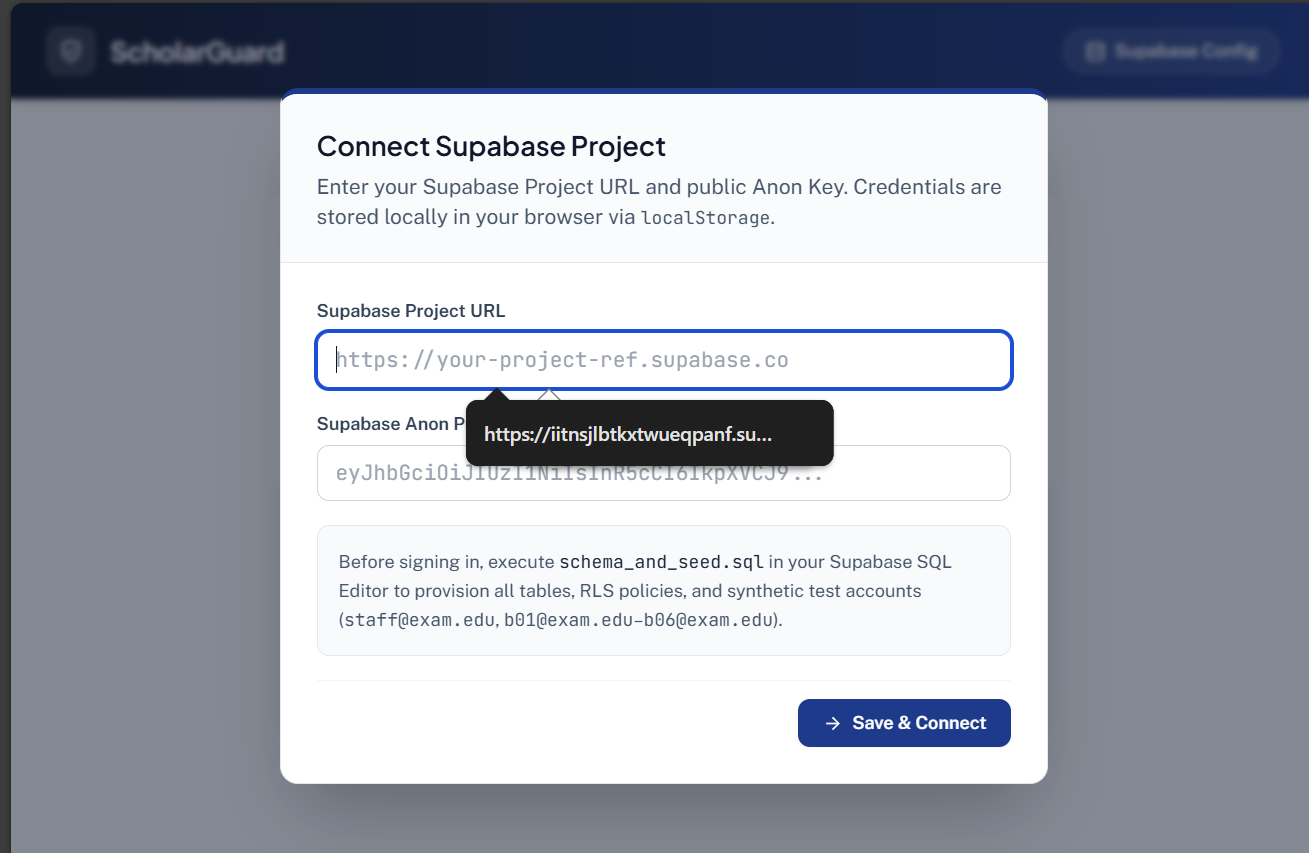 ScholarGuard
Supabase Config
Connect Supabase Project
Enter your Supabase Project URL and public Anon Key. Credentials are
stored locally in your browser via localStorage.
Supabase Project URL
https://your-project-ref.supabase.co
https://iitnsjlbtkxtwueqpanf.su...
Supabase Anon P
eyJhbGciOiJIUzI1NiIsInR5cCI6IkpXVCJ9...
Before signing in, execute schema_and_seed.sql in your Supabase SQL
Editor to provision all tables, RLS policies, and synthetic test accounts
(staff@exam.edu, b01@exam.edu–b06@exam.edu).
→ Save & Connect